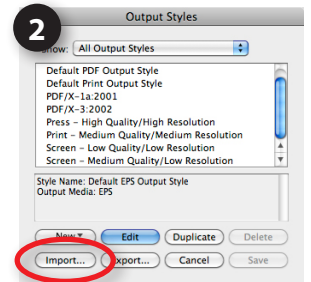 Output Styles
2
Show: All Output Styles
Default PDF Output Style
Default Print Output Style
PDF/X-1a:2001
PDF/X-3:2002
Press - High Quality/High Resolution
Print - Medium Quality/Medium Resolution
Screen - Low Quality/Low Resolution
Screen - Medium Quality/Low Resolution
Style Name: Default EPS Output Style
Output Media: EPS
New Edit Duplicate Delete
Import... Export... Cancel Save